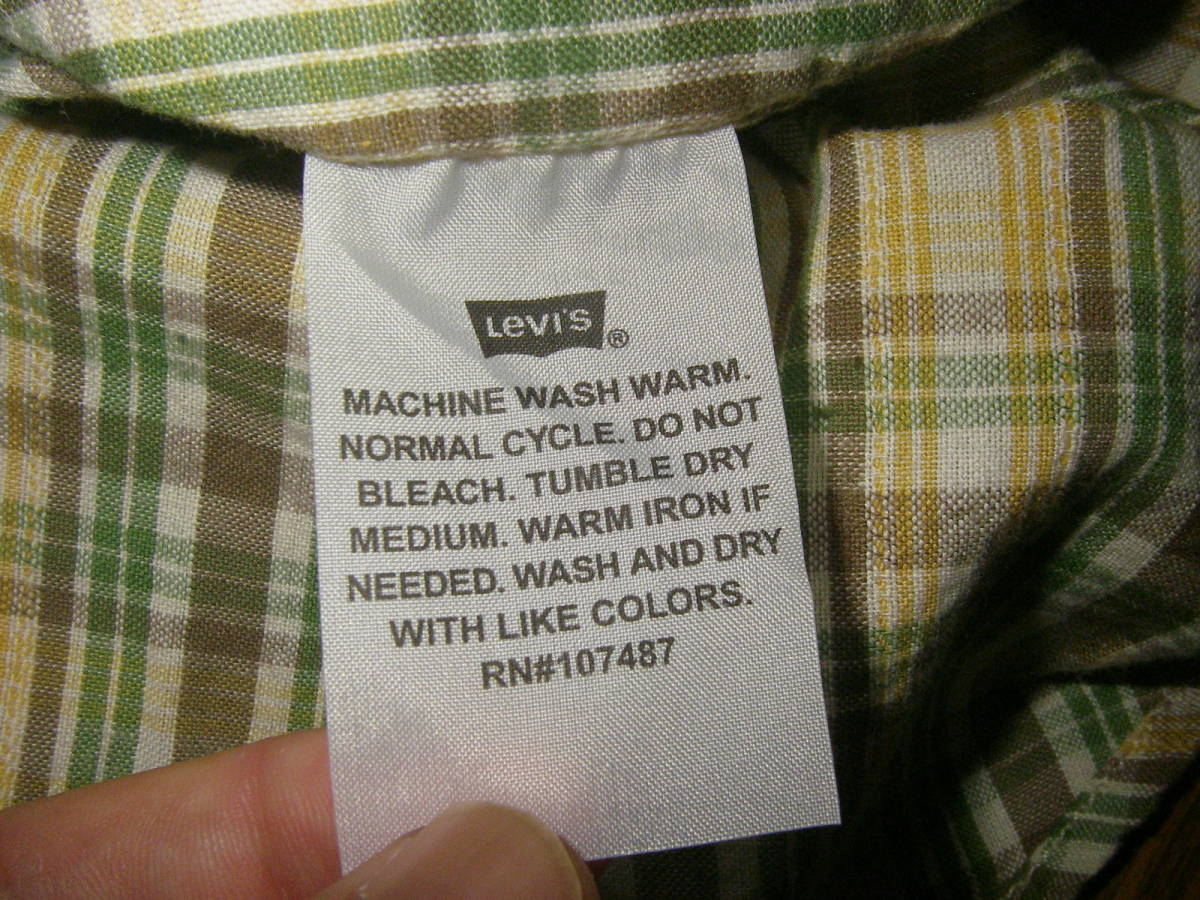 Levi's®
MACHINE WASH WARM.
NORMAL CYCLE. DO NOT
BLEACH. TUMBLE DRY
MEDIUM. WARM IRON IF
NEEDED. WASH AND DRY
WITH LIKE COLORS.
RN#107487